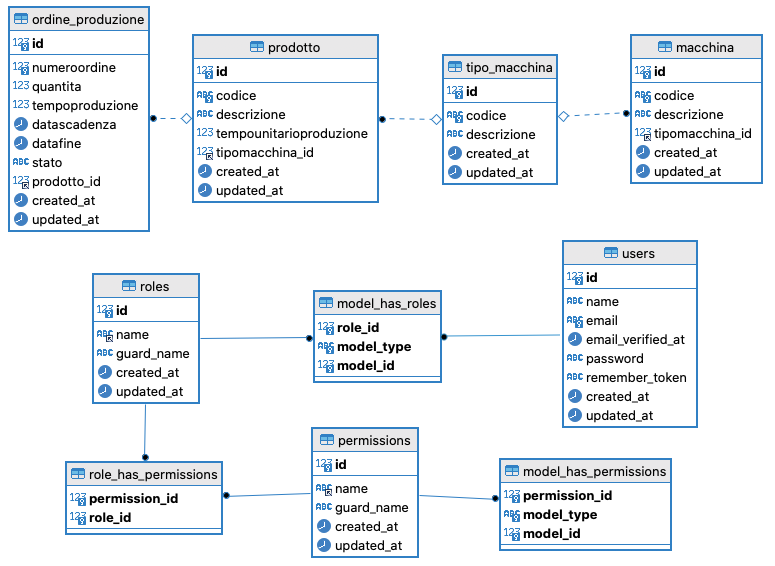 ordine_produzione
id
numeroordine
quantita
tempoproduzione
datascadenza
datafine
stato
prodotto_id
created_at
updated_at
prodotto
id
codice
descrizione
tempounitarioproduzione
tipomacchina_id
created_at
updated_at
tipo_macchina
id
codice
descrizione
created_at
updated_at
macchina
id
codice
descrizione
tipomacchina_id
created_at
updated_at
roles
id
name
guard_name
created_at
updated_at
model_has_roles
role_id
model_type
model_id
users
id
name
email
email_verified_at
password
remember_token
created_at
updated_at
role_has_permissions
permission_id
role_id
permissions
id
name
guard_name
created_at
updated_at
model_has_permissions
permission_id
model_type
model_id